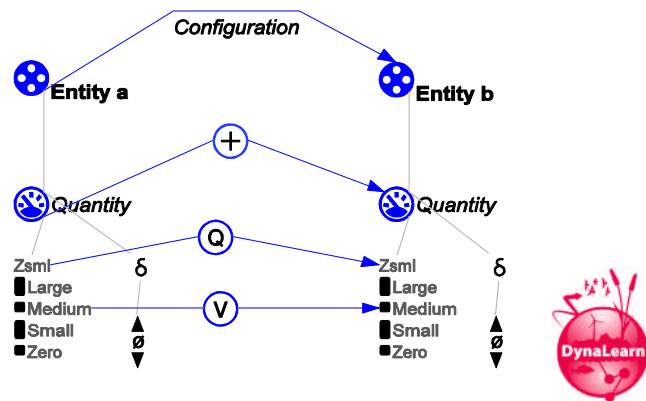 Configuration
Entity a
Entity b
+
Quantity
Quantity
Q
Zsml
δ
Zsml
δ
Large
Large
Medium
V
Medium
Small
ø
Small
ø
Zero
Zero
DynaLearn